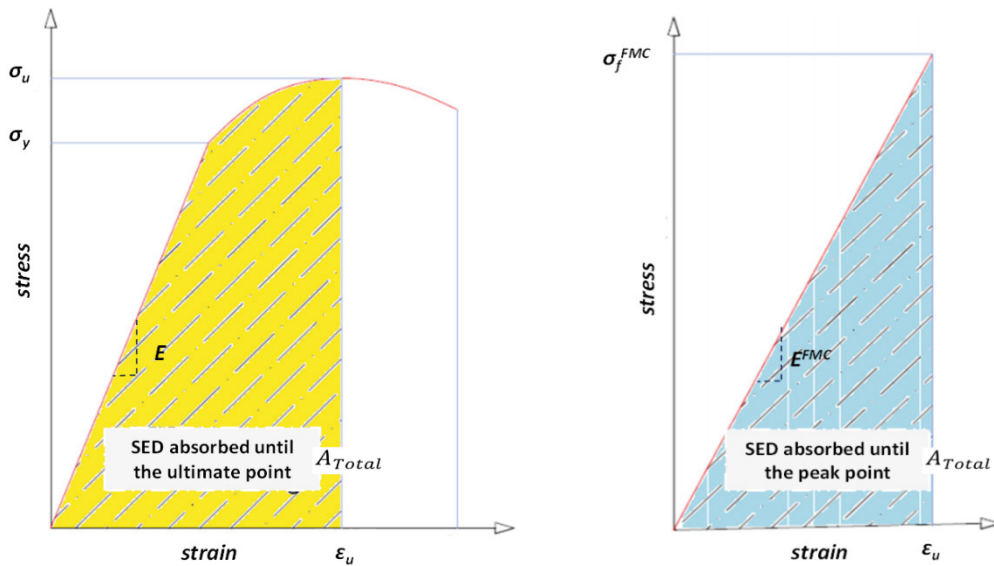 σu
σy
stress
E
SED absorbed until
the ultimate point
ATotal
strain
εu
σfFMC
stress
EFMC
SED absorbed until
the peak point
ATotal
strain
εu